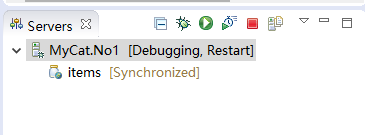 Servers
MyCat.No1 [Debugging, Restart]
items [Synchronized]